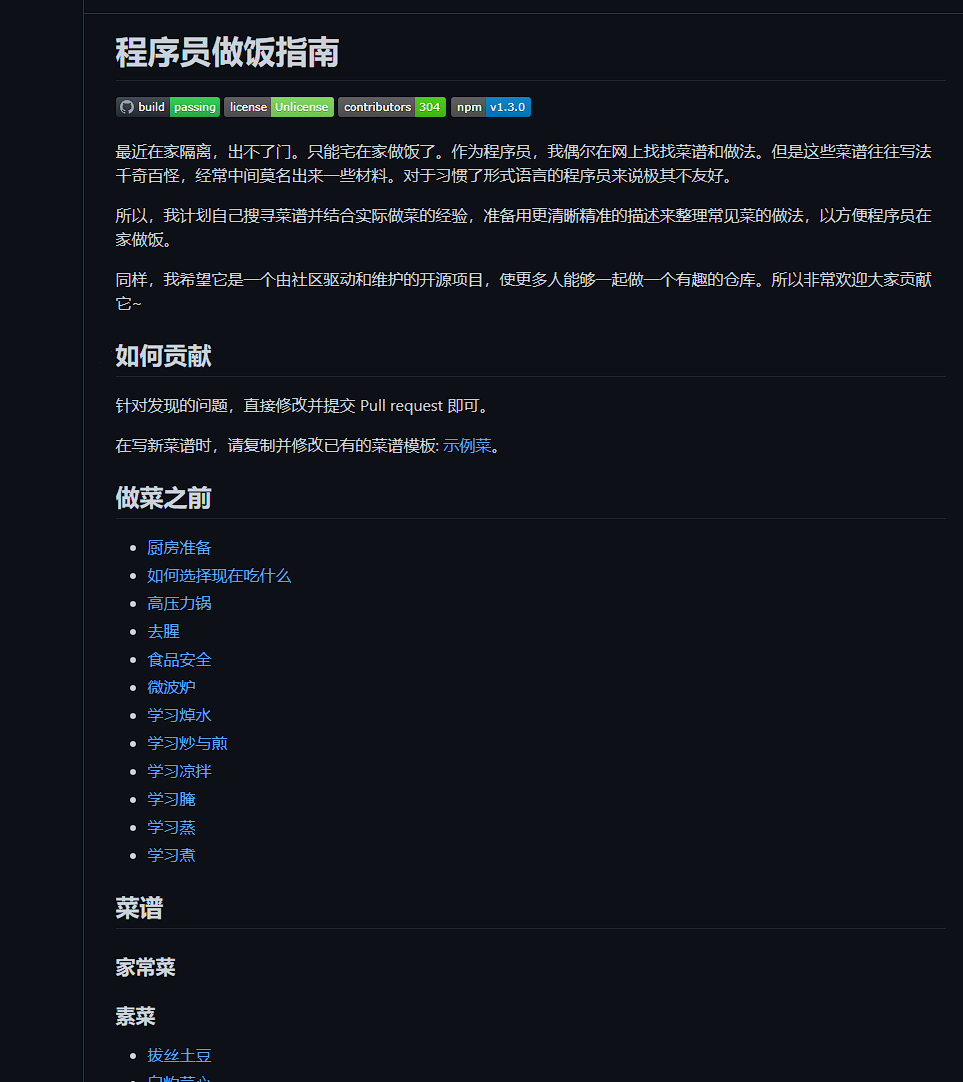 程序员做饭指南
build passing license Unlicense contributors 304 npm v1.3.0
最近在家隔离，出不了门。只能宅在家做饭了。作为程序员，我偶尔在网上找找菜谱和做法。但是这些菜谱往往写法
千奇百怪，经常中间莫名出来一些材料。对于习惯了形式语言的程序员来说极其不友好。
所以，我计划自己搜寻菜谱并结合实际做菜的经验，准备用更清晰精准的描述来整理常见菜的做法，以方便程序员在
家做饭。
同样，我希望它是一个由社区驱动和维护的开源项目，使更多人能够一起做一个有趣的仓库。所以非常欢迎大家贡献
它~
如何贡献
针对发现的问题，直接修改并提交 Pull request 即可。
在写新菜谱时，请复制并修改已有的菜谱模板: 示例菜。
做菜之前
厨房准备
如何选择现在吃什么
高压力锅
去腥
食品安全
微波炉
学习焯水
学习炒与煎
学习凉拌
学习腌
学习蒸
学习煮
菜谱
家常菜
素菜
拔丝土豆